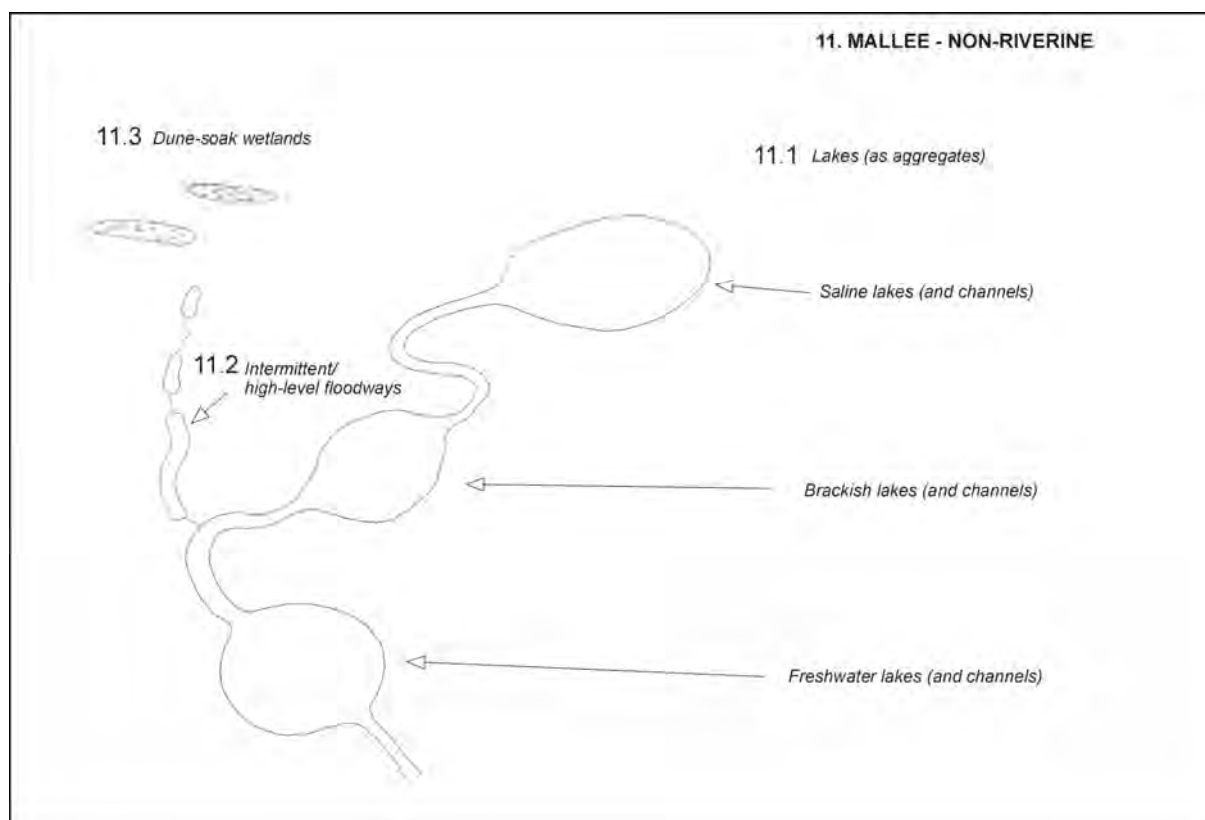 11. MALLEE - NON-RIVERINE
11.3 Dune-soak wetlands
11.1 Lakes (as aggregates)
Saline lakes (and channels)
11.2 Intermittent/
high-level floodways
Brackish lakes (and channels)
Freshwater lakes (and channels)